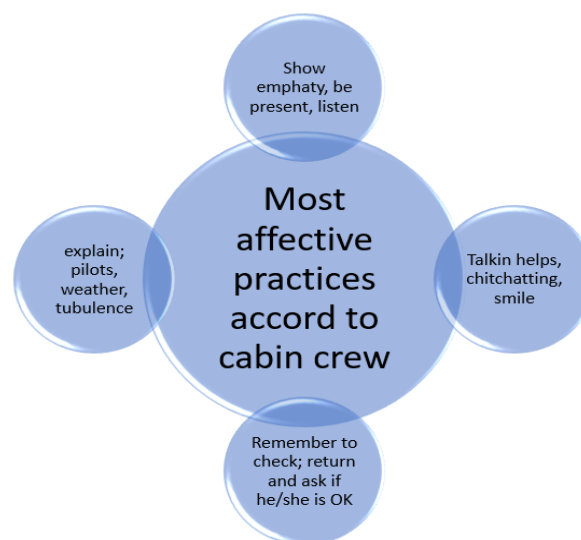 Show
emphaty, be
present, listen
Most
affective
practices
accord to
cabin crew
explain;
pilots,
weather,
tubulence
Talkin helps,
chitchatting,
smile
Remember to
check; return
and ask if
he/she is OK